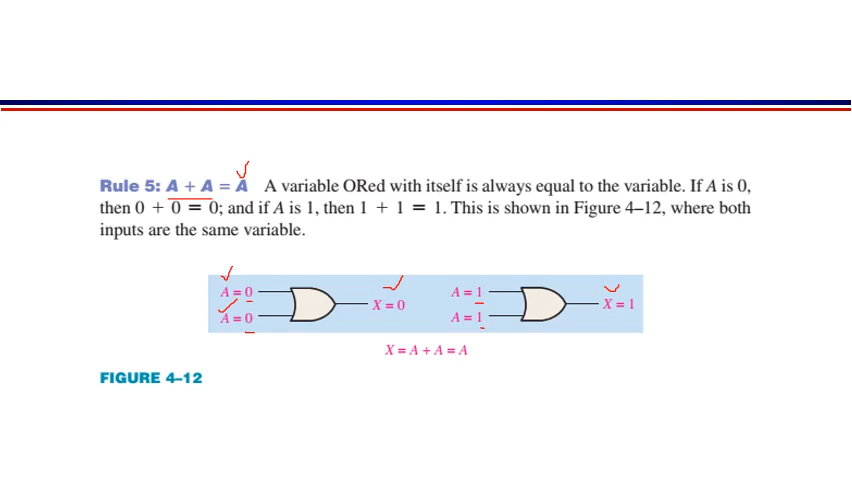 Rule 5: A + A = A A variable ORed with itself is always equal to the variable. If A is 0,
then 0 + 0 = 0; and if A is 1, then 1 + 1 = 1. This is shown in Figure 4–12, where both
inputs are the same variable.
A = 0
A = 0
X = 0
A = 1
A = 1
X = 1
X = A + A = A
FIGURE 4–12